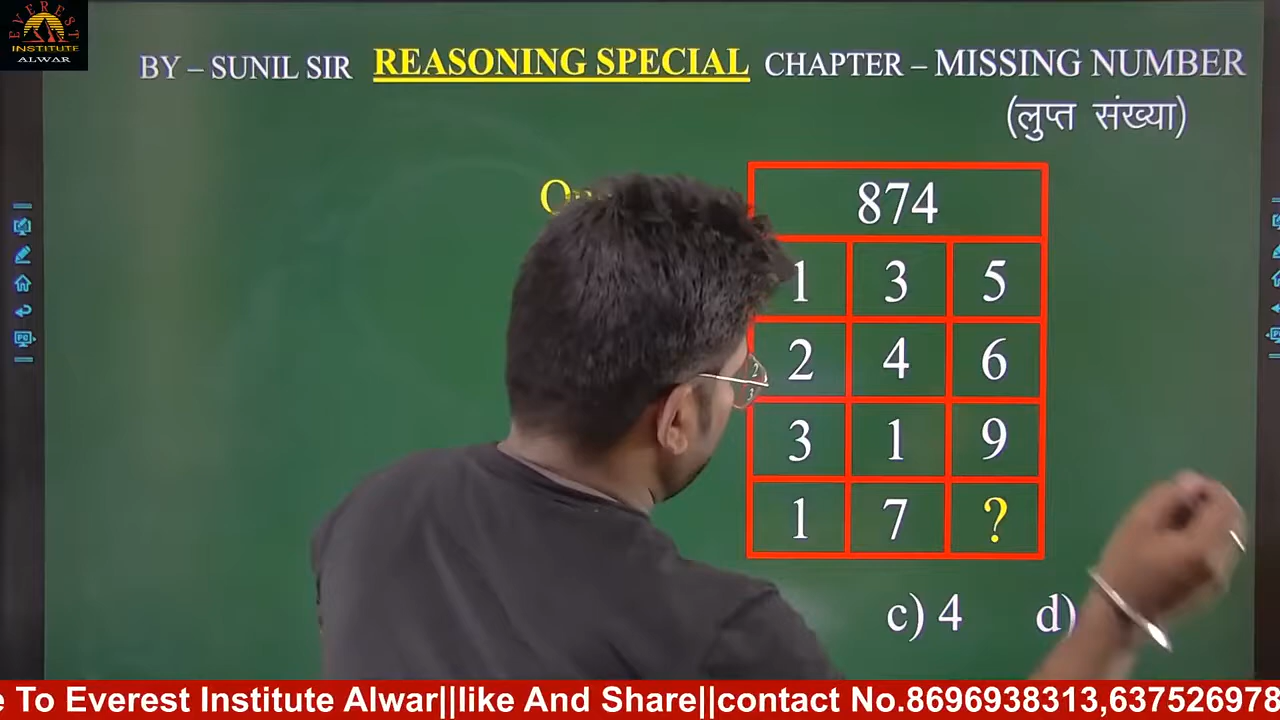 EVEREST
INSTITUTE
ALWAR
BY – SUNIL SIR REASONING SPECIAL CHAPTER – MISSING NUMBER
(लुप्त संख्या)
874
1 3 5
2 4 6
3 1 9
1 7 ?
c) 4 d)
To Everest Institute Alwar||like And Share||contact No.8696938313,637526978